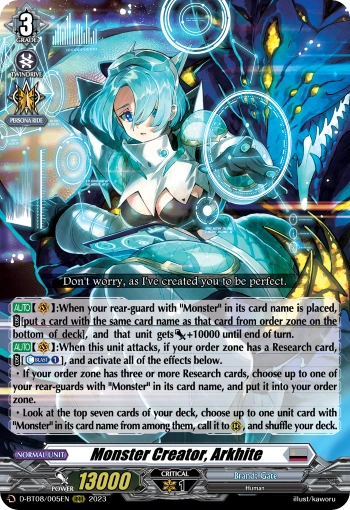 3
GRADE
TWINDRIVE
PERSONA RIDE
Don't worry, as I've created you to be perfect.
AUTO[]:When your rear-guard with "Monster" in its card name is placed,
[put a card with the same card name as that card from order zone on the
bottom of deck], and that unit gets+10000 until end of turn.
AUTO[]:When this unit attacks, if your order zone has a Research card,
[CBLAST 1], and activate all of the effects below.
・If your order zone has three or more Research cards, choose up to one of
your rear-guards with "Monster" in its card name, and put it into your order
zone.
・Look at the top seven cards of your deck, choose up to one unit card with
"Monster" in its card name from among them, call it to, and shuffle your deck.
NORMAL UNIT
Monster Creator, Arkhite
POWER 13000
CRITICAL
1
Brandt Gate
Human
D-BT08/005EN RRR 2023
illust/kaworu